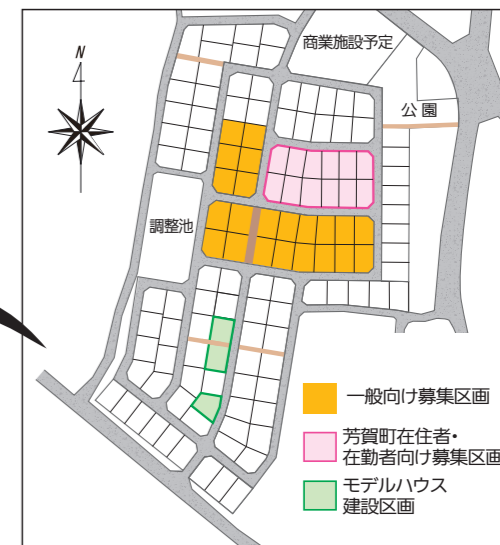 商業施設予定
N
公園
調整池
一般向け募集区画
芳賀町在住者・
在勤者向け募集区画
モデルハウス
建設区画